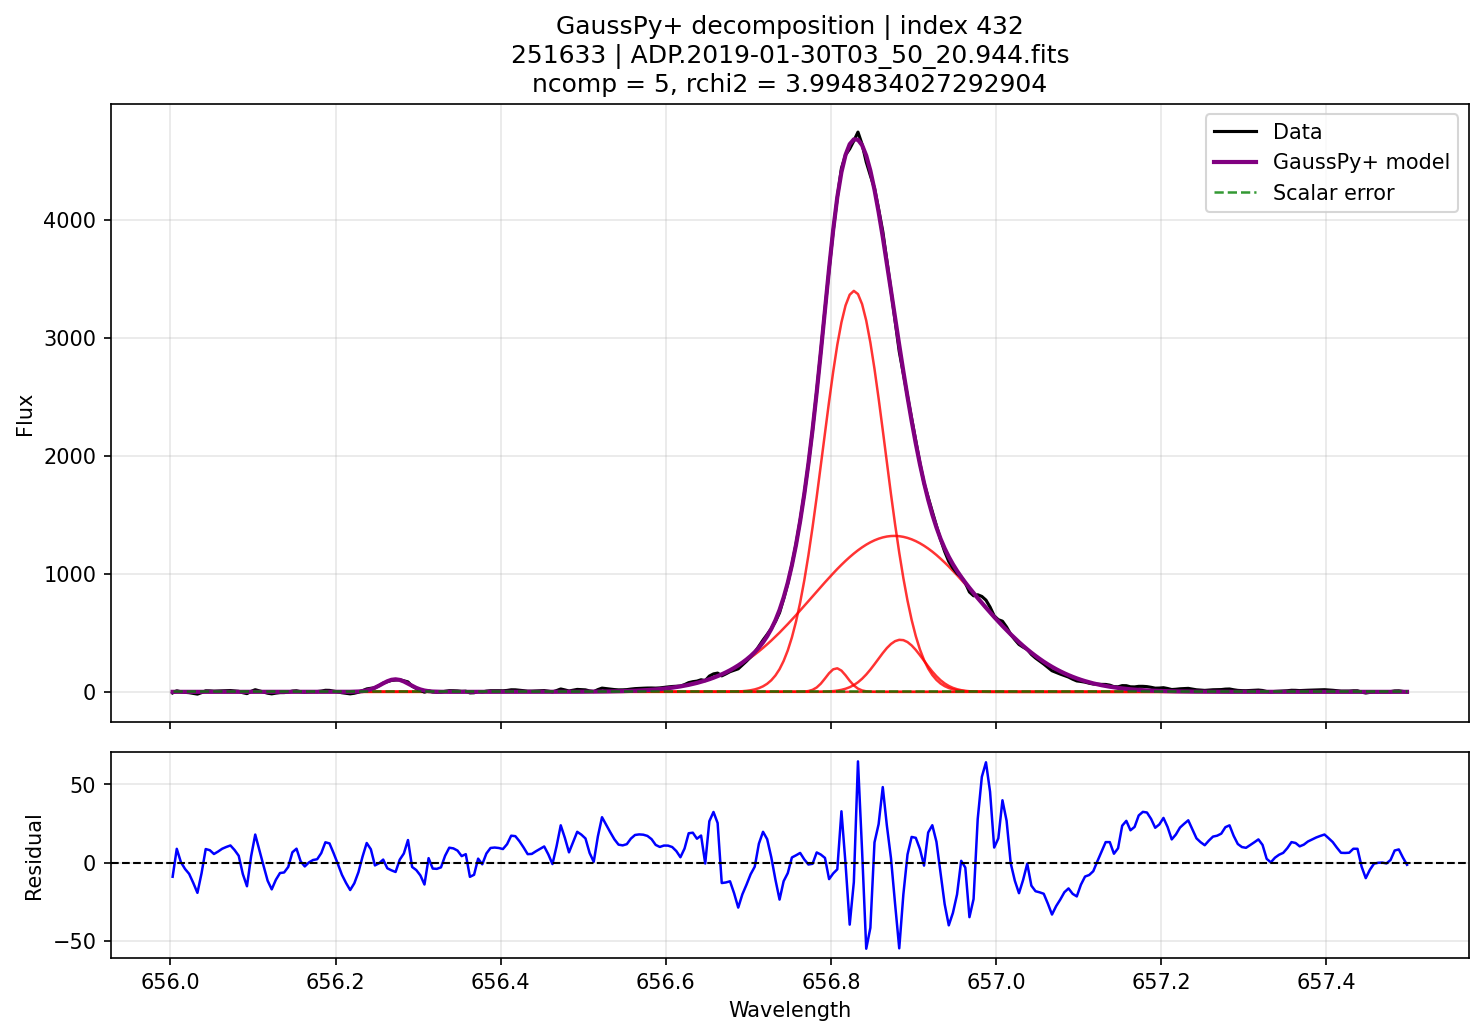 GaussPy+ decomposition | index 432
251633 | ADP.2019-01-30T03_50_20.944.fits
ncomp = 5, rchi2 = 3.994834027292904
Data
GaussPy+ model
Scalar error
Flux
4000
3000
2000
1000
0
Residual
50
0
−50
656.0 656.2 656.4 656.6 656.8 657.0 657.2 657.4
Wavelength